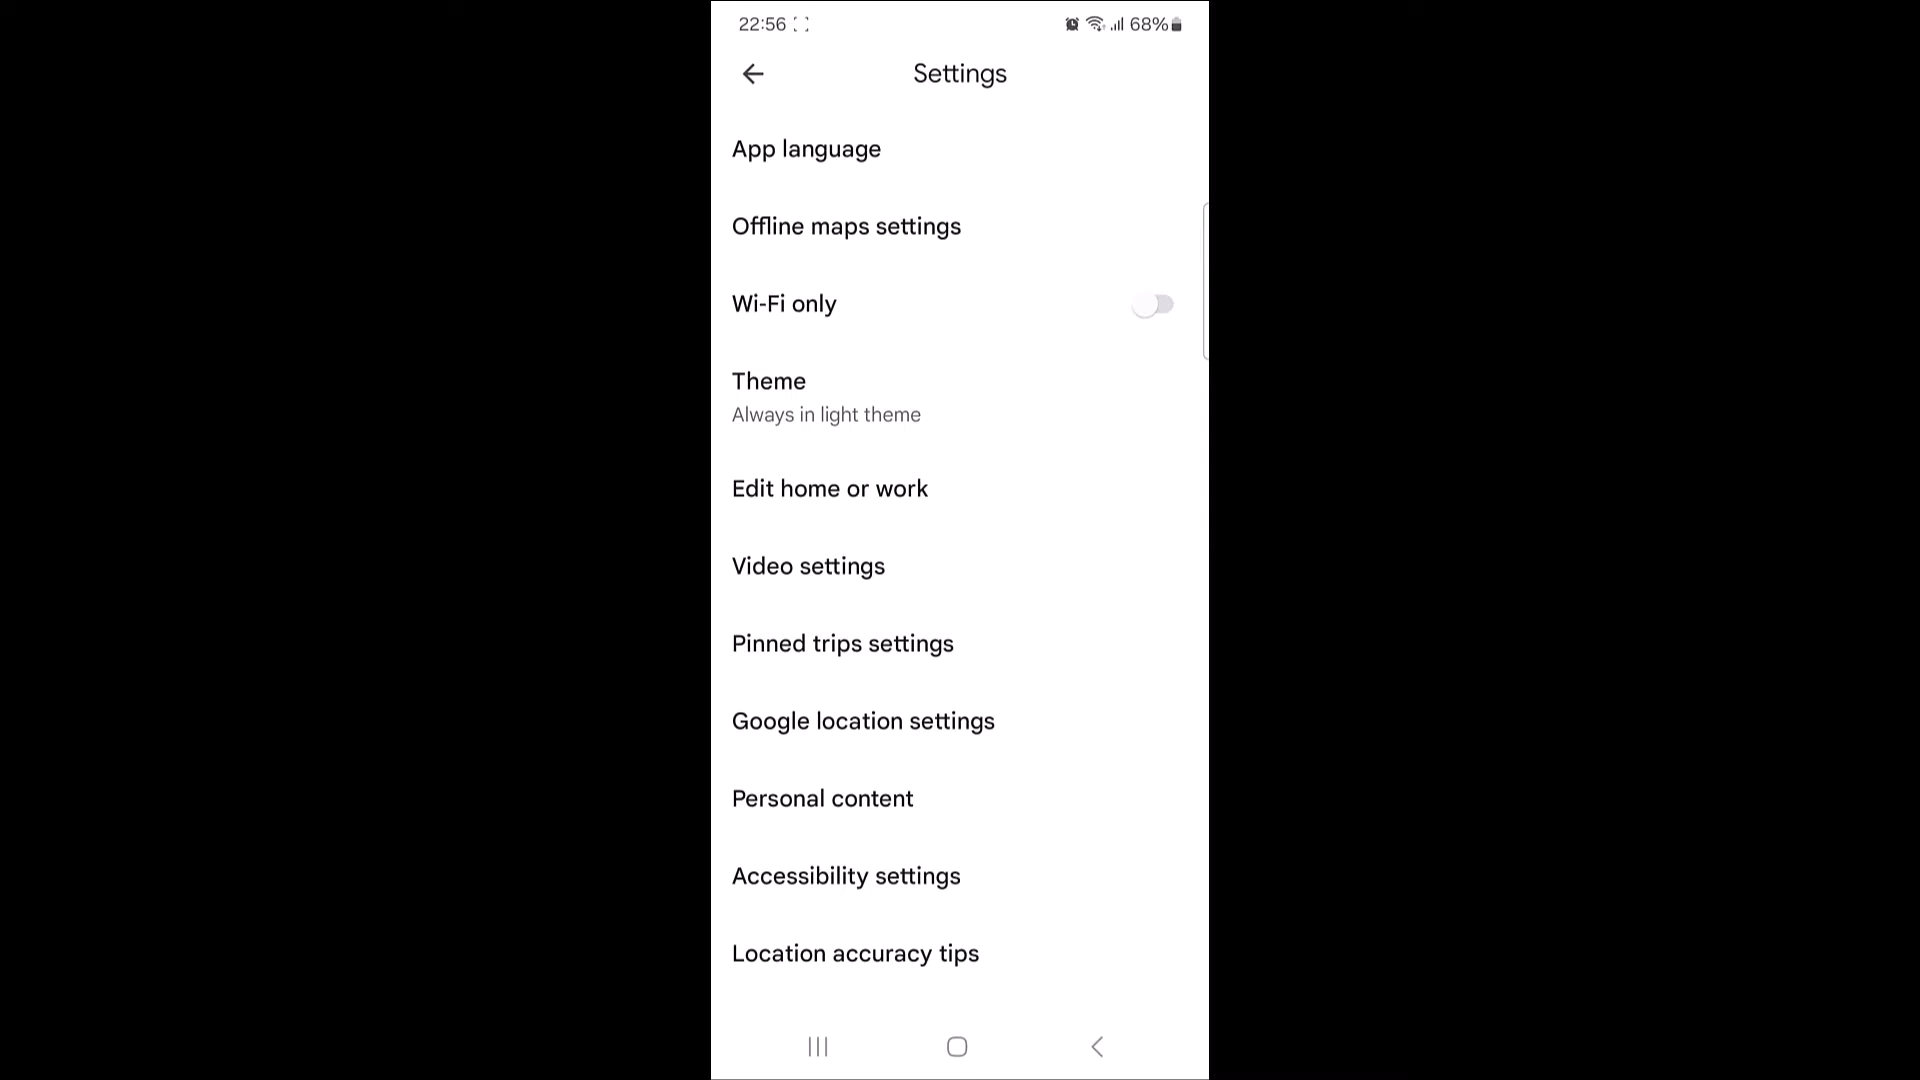 22:56 68%
Settings
App language
Offline maps settings
Wi-Fi only
Theme
Always in light theme
Edit home or work
Video settings
Pinned trips settings
Google location settings
Personal content
Accessibility settings
Location accuracy tips